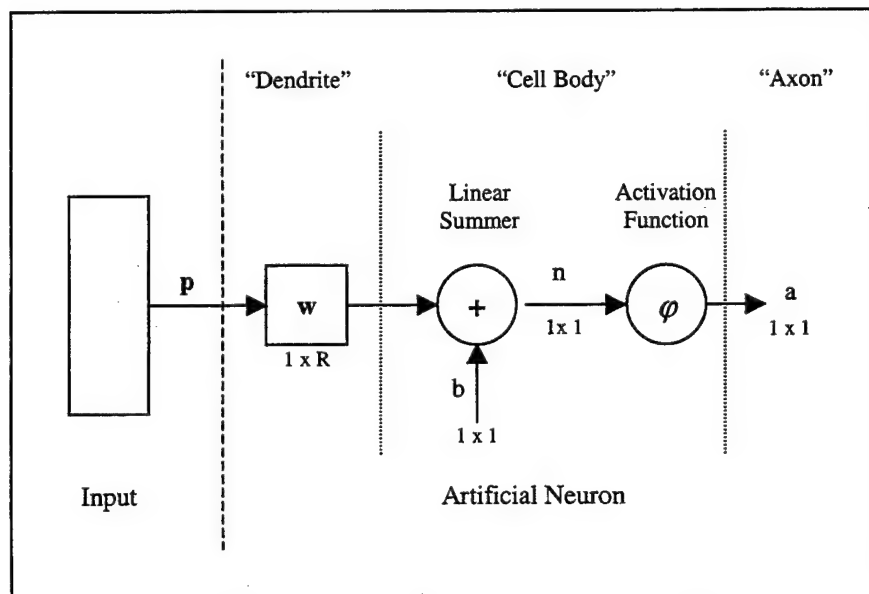 "Dendrite" "Cell Body" "Axon"
Linear Summer
Activation Function
p
w
1 x R
+
b
1 x 1
n
1x 1
φ
a
1 x 1
Input
Artificial Neuron